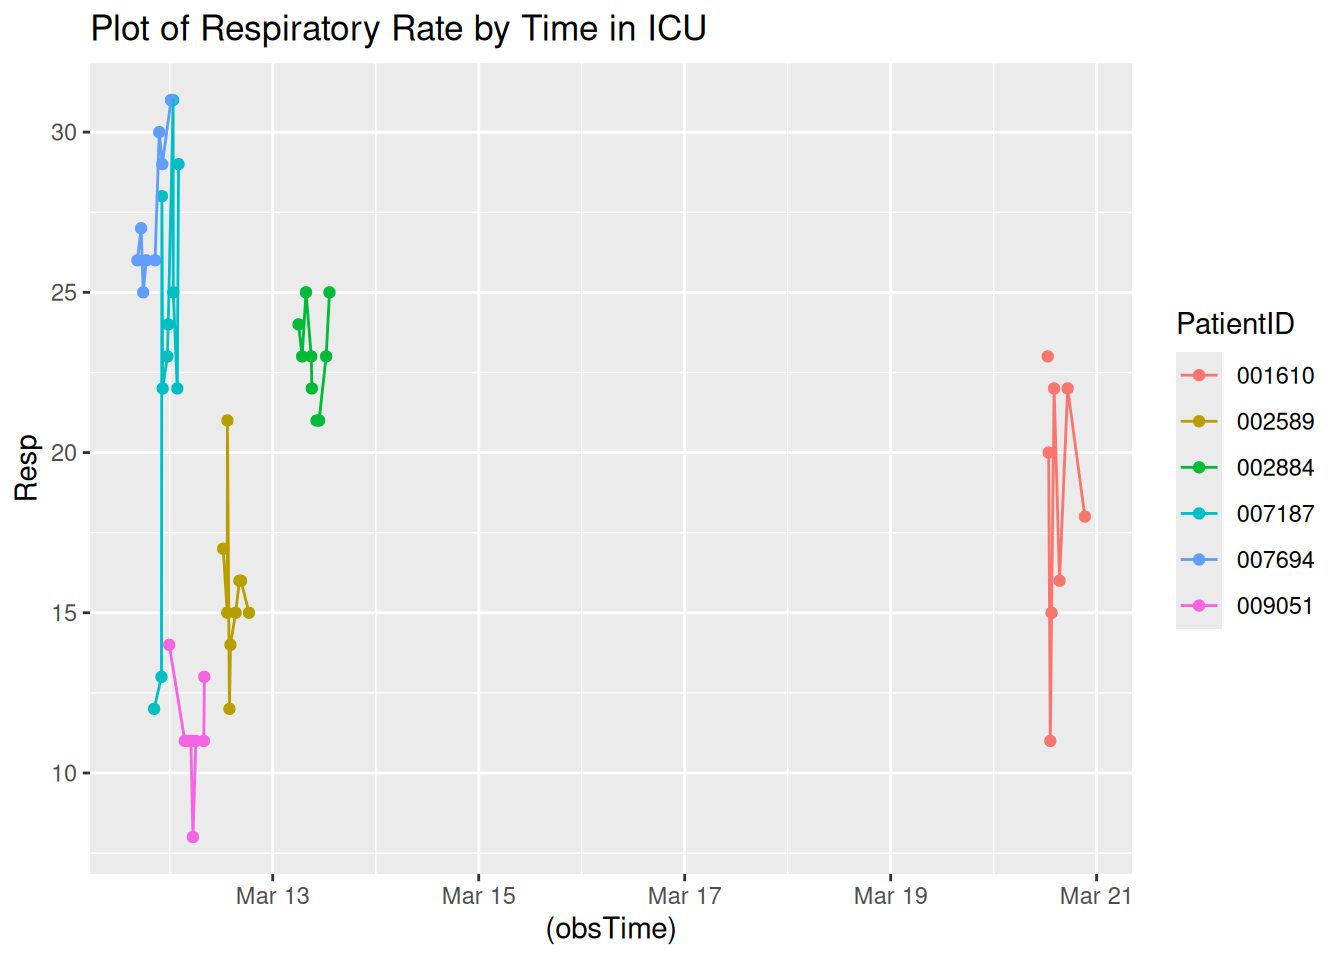 Plot of Respiratory Rate by Time in ICU
30
25
20
15
10
Resp
Mar 13
Mar 15
Mar 17
Mar 19
Mar 21
(obsTime)
PatientID
001610
002589
002884
007187
007694
009051